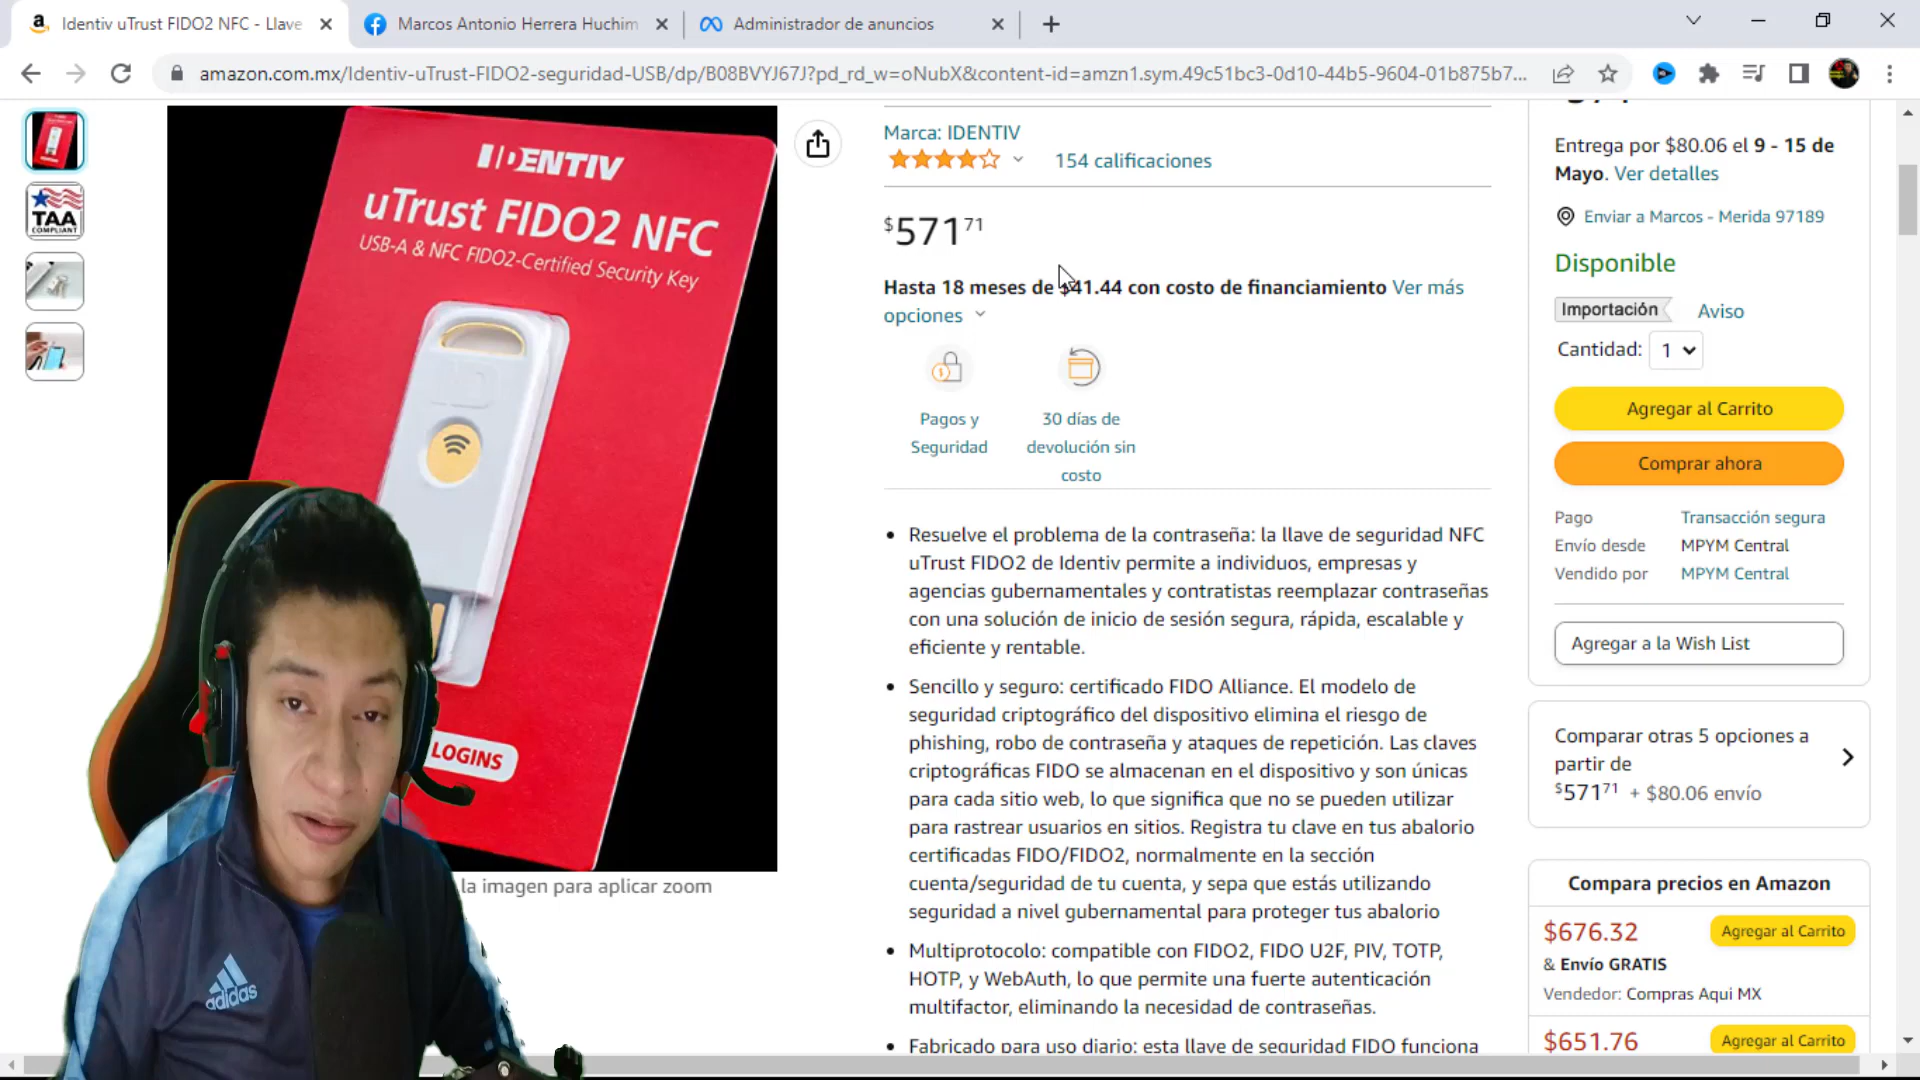 Identiv uTrust FIDO2 NFC - Llave
Marcos Antonio Herrera Huchim
Administrador de anuncios
amazon.com.mx/Identiv-uTrust-FIDO2-seguridad-USB/dp/B08BVYJ67J?pd_rd_w=oNubX&content-id=amzn1.sym.49c51bc3-0d10-44b5-9604-01b875b7...
TAA
COMPLIANT
IDENTIV
uTrust FIDO2 NFC
USB-A & NFC FIDO2-Certified Security Key
LOGINS
la imagen para aplicar zoom
Marca: IDENTIV
154 calificaciones
$571 71
Hasta 18 meses de $41.44 con costo de financiamiento Ver más
opciones
Pagos y
Seguridad
30 días de
devolución sin
costo
Resuelve el problema de la contraseña: la llave de seguridad NFC
uTrust FIDO2 de Identiv permite a individuos, empresas y
agencias gubernamentales y contratistas reemplazar contraseñas
con una solución de inicio de sesión segura, rápida, escalable y
eficiente y rentable.
Sencillo y seguro: certificado FIDO Alliance. El modelo de
seguridad criptográfico del dispositivo elimina el riesgo de
phishing, robo de contraseña y ataques de repetición. Las claves
criptográficas FIDO se almacenan en el dispositivo y son únicas
para cada sitio web, lo que significa que no se pueden utilizar
para rastrear usuarios en sitios. Registra tu clave en tus abalorio
certificadas FIDO/FIDO2, normalmente en la sección
cuenta/seguridad de tu cuenta, y sepa que estás utilizando
seguridad a nivel gubernamental para proteger tus abalorio
Multiprotocolo: compatible con FIDO2, FIDO U2F, PIV, TOTP,
HOTP, y WebAuth, lo que permite una fuerte autenticación
multifactor, eliminando la necesidad de contraseñas.
Fabricado para uso diario: esta llave de seguridad FIDO funciona
Entrega por $80.06 el 9 - 15 de
Mayo. Ver detalles
Enviar a Marcos - Merida 97189
Disponible
Importación Aviso
Cantidad: 1
Agregar al Carrito
Comprar ahora
Pago Transacción segura
Envío desde MPYM Central
Vendido por MPYM Central
Agregar a la Wish List
Comparar otras 5 opciones a
partir de
$571 71 + $80.06 envío
Compara precios en Amazon
$676.32 Agregar al Carrito
& Envío GRATIS
Vendedor: Compras Aqui MX
$651.76 Agregar al Carrito
adidas